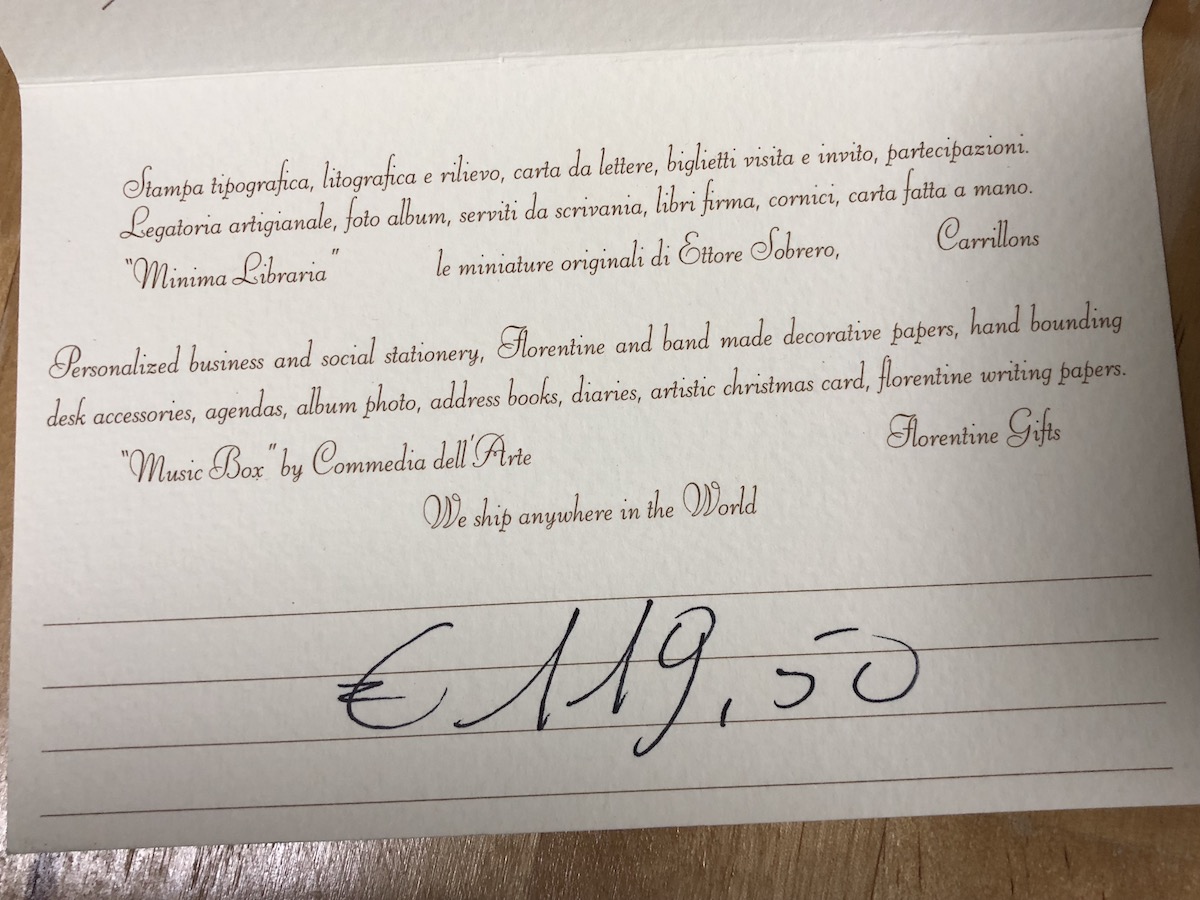 Stampa tipografica, litografica e rilievo, carta da lettere, biglietti visita e invito, partecipazioni.
Legatoria artigianale, foto album, serviti da scrivania, libri firma, cornici, carta fatta a mano.
"Minima Libraria" le miniature originali di Ettore Sobrero, Carrillons
Personalized business and social stationery, Florentine and band made decorative papers, hand bounding
desk accessories, agendas, album photo, address books, diaries, artistic christmas card, florentine writing papers.
"Music Box" by Commedia dell'Arte Florentine Gifts
We ship anywhere in the World
€ 119,50